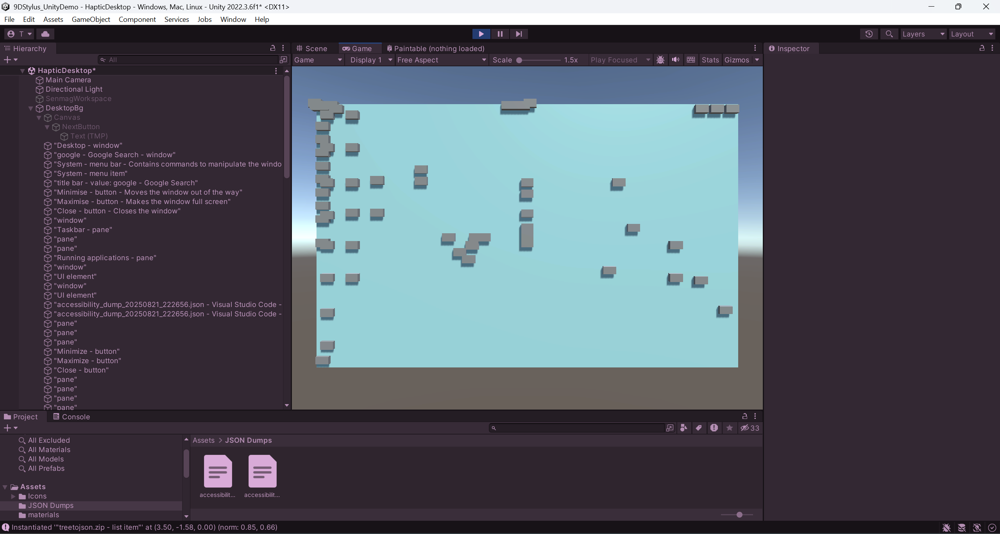 9DStylus_UnityDemo - HapticDesktop - Windows, Mac, Linux - Unity 2022.3.6f1* <DX11>
File Edit Assets GameObject Component Services Jobs Window Help
T Layers Layout
Hierarchy
All
HapticDesktop*
Main Camera
Directional Light
SenmagWorkspace
DesktopBg
Canvas
NextButton
Text (TMP)
"Desktop - window"
"google - Google Search - window"
"System - menu bar - Contains commands to manipulate the windo
"System - menu item"
"title bar - value: google - Google Search"
"Minimise - button - Moves the window out of the way"
"Maximise - button - Makes the window full screen"
"Close - button - Closes the window"
"window"
"Taskbar - pane"
"pane"
"pane"
"Running applications - pane"
"window"
"UI element"
"window"
"UI element"
"accessibility_dump_20250821_222656.json - Visual Studio Code -
"accessibility_dump_20250821_222656.json - Visual Studio Code -
"pane"
"pane"
"pane"
"Minimize - button"
"Maximize - button"
"Close - button"
"pane"
"pane"
"pane"
"pane"
Scene Game Paintable (nothing loaded)
Game Display 1 Free Aspect Scale 1.5x Play Focused Stats Gizmos
Inspector
Project Console
33
All Excluded
All Materials
All Models
All Prefabs
Assets
Icons
JSON Dumps
materials
Assets > JSON Dumps
accessibilit... accessibilit...
Instantiated '"treetojson.zip - list item"' at (3.50, -1.58, 0.00) (norm: 0.85, 0.66)